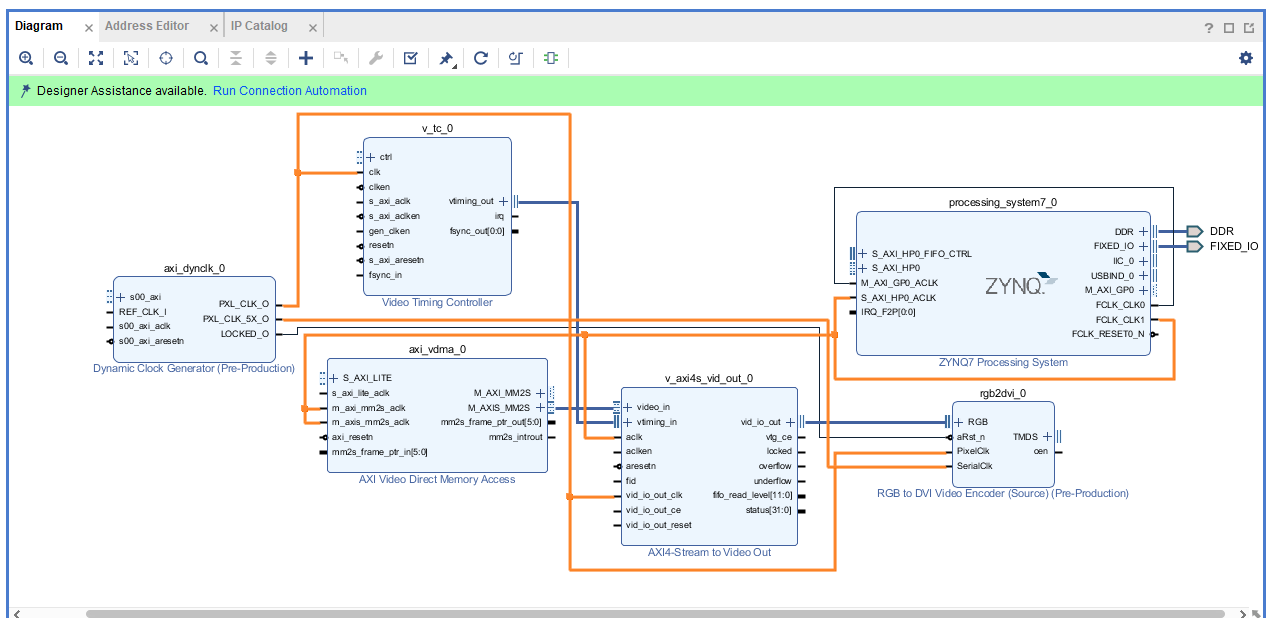 Diagram
Address Editor
IP Catalog
Designer Assistance available. Run Connection Automation
v_tc_0
ctrl
clk
clken
s_axi_aclk
s_axi_aclken
gen_clken
resetn
s_axi_aresetn
fsync_in
vtiming_out
irq
fsync_out[0:0]
Video Timing Controller
axi_dynclk_0
s00_axi
REF_CLK_I
s00_axi_aclk
s00_axi_aresetn
PXL_CLK_O
PXL_CLK_5X_O
LOCKED_O
Dynamic Clock Generator (Pre-Production)
axi_vdma_0
S_AXI_LITE
s_axi_lite_aclk
m_axi_mm2s_aclk
m_axis_mm2s_aclk
axi_resetn
mm2s_frame_ptr_in[5:0]
M_AXI_MM2S
M_AXIS_MM2S
mm2s_frame_ptr_out[5:0]
mm2s_introut
AXI Video Direct Memory Access
v_axi4s_vid_out_0
video_in
vtiming_in
aclk
aclken
aresetn
fid
vid_io_out_clk
vid_io_out_ce
vid_io_out_reset
vid_io_out
vtg_ce
locked
overflow
underflow
fifo_read_level[11:0]
status[31:0]
AXI4-Stream to Video Out
processing_system7_0
S_AXI_HP0_FIFO_CTRL
S_AXI_HP0
M_AXI_GP0_ACLK
S_AXI_HP0_ACLK
IRQ_F2P[0:0]
ZYNQ
DDR
FIXED_IO
IIC_0
USBIND_0
M_AXI_GP0
FCLK_CLK0
FCLK_CLK1
FCLK_RESET0_N
ZYNQ7 Processing System
DDR
FIXED_IO
rgb2dvi_0
RGB
aRst_n
PixelClk
SerialClk
TMDS
oen
RGB to DVI Video Encoder (Source) (Pre-Production)